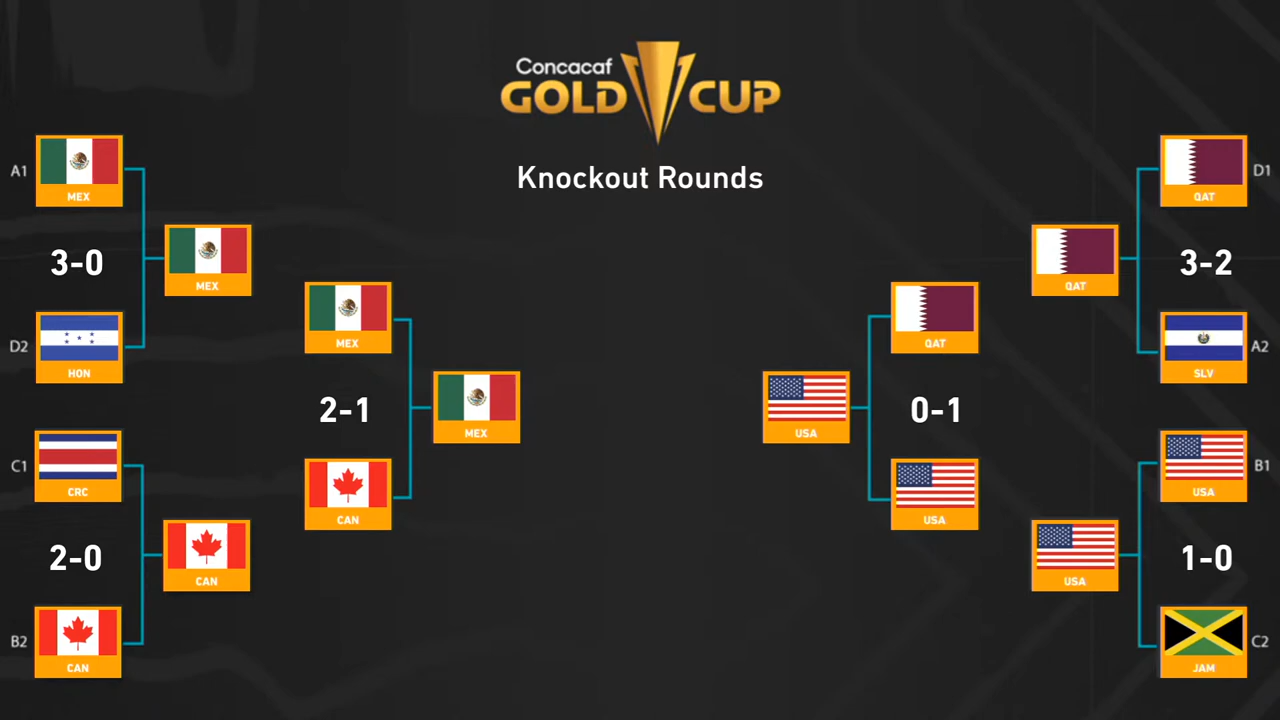 Concacaf
GOLD CUP
Knockout Rounds
A1
MEX
3-0
D2
HON
MEX
C1
CRC
2-0
B2
CAN
CAN
MEX
2-1
CAN
MEX
USA
QAT
0-1
USA
QAT
D1
QAT
3-2
A2
SLV
USA
B1
USA
1-0
C2
JAM